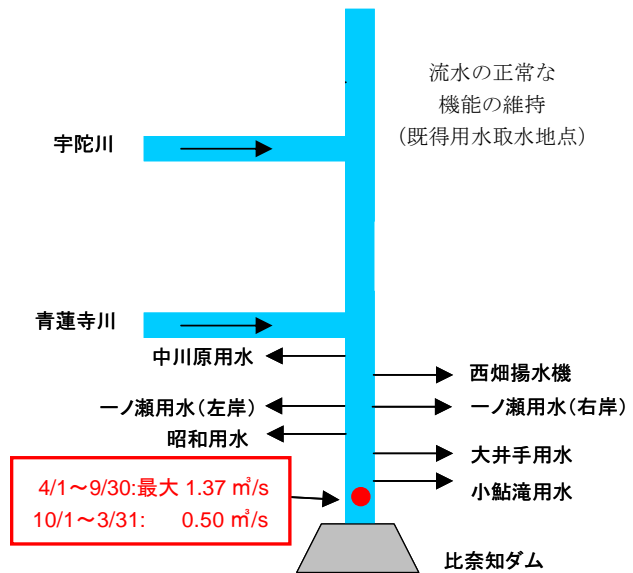 流水の正常な
機能の維持
（既得用水取水地点）
宇陀川
青蓮寺川
中川原用水
西畑揚水機
一ノ瀬用水（左岸）
一ノ瀬用水（右岸）
昭和用水
大井手用水
4/1～9/30:最大 1.37 ㎥/s
10/1～3/31: 0.50 ㎥/s
小鮎滝用水
比奈知ダム